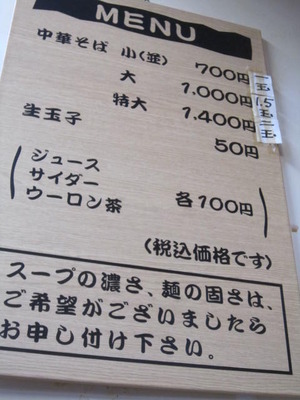 MENU
中華そば 小(並) 700円 一玉
大 1.000円 1.5玉
特大 1.400円 二玉
生玉子 50円
ジュース
サイダー 各100円
ウーロン茶
(税込価格です)
スープの濃さ、麺の固さは、
ご希望がございましたら
お申し付け下さい。